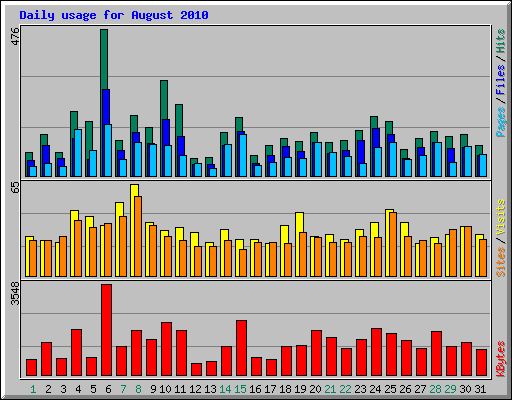 Daily usage for August 2010
476
Pages / Files / Hits
65
Sites / Visits
3548
KBytes
1 2 3 4 5 6 7 8 9 10 11 12 13 14 15 16 17 18 19 20 21 22 23 24 25 26 27 28 29 30 31